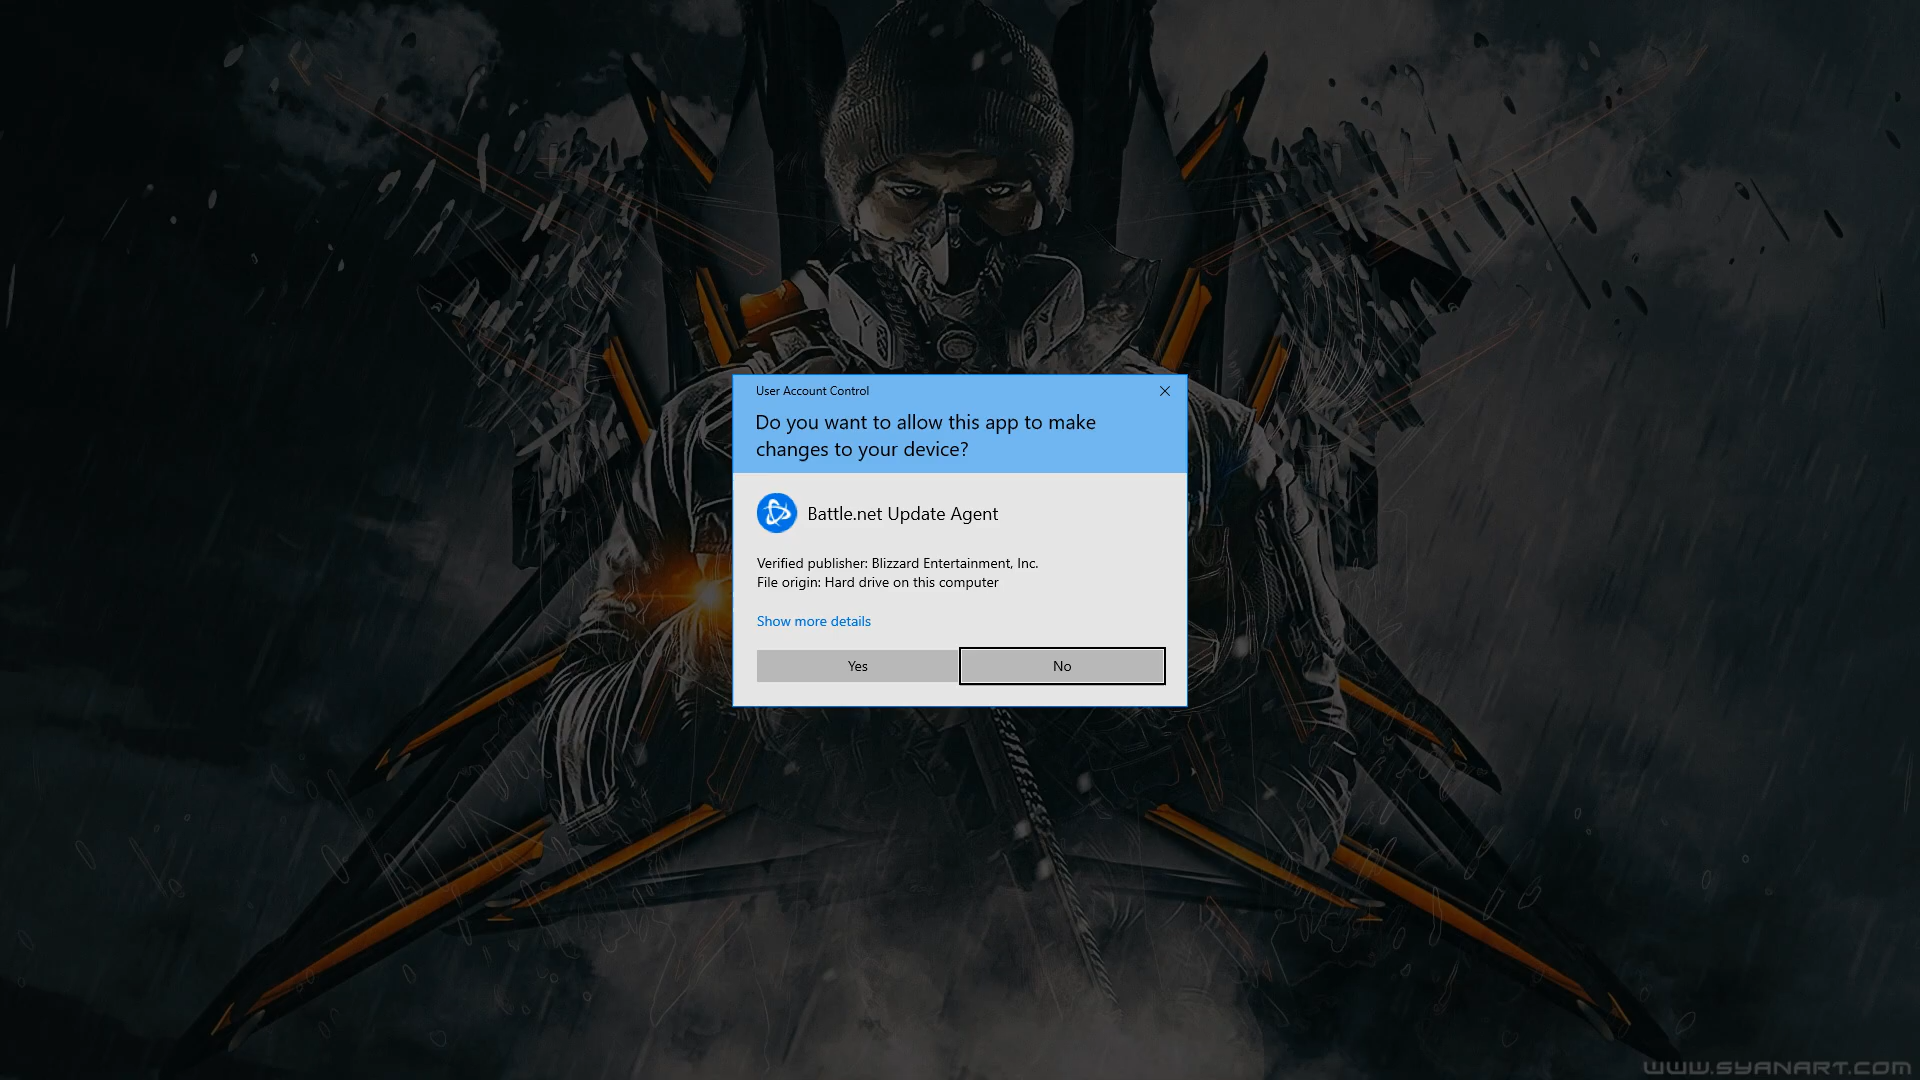 User Account Control
Do you want to allow this app to make
changes to your device?
Battle.net Update Agent
Verified publisher: Blizzard Entertainment, Inc.
File origin: Hard drive on this computer
Show more details
Yes
No
WWW.SYANART.COM